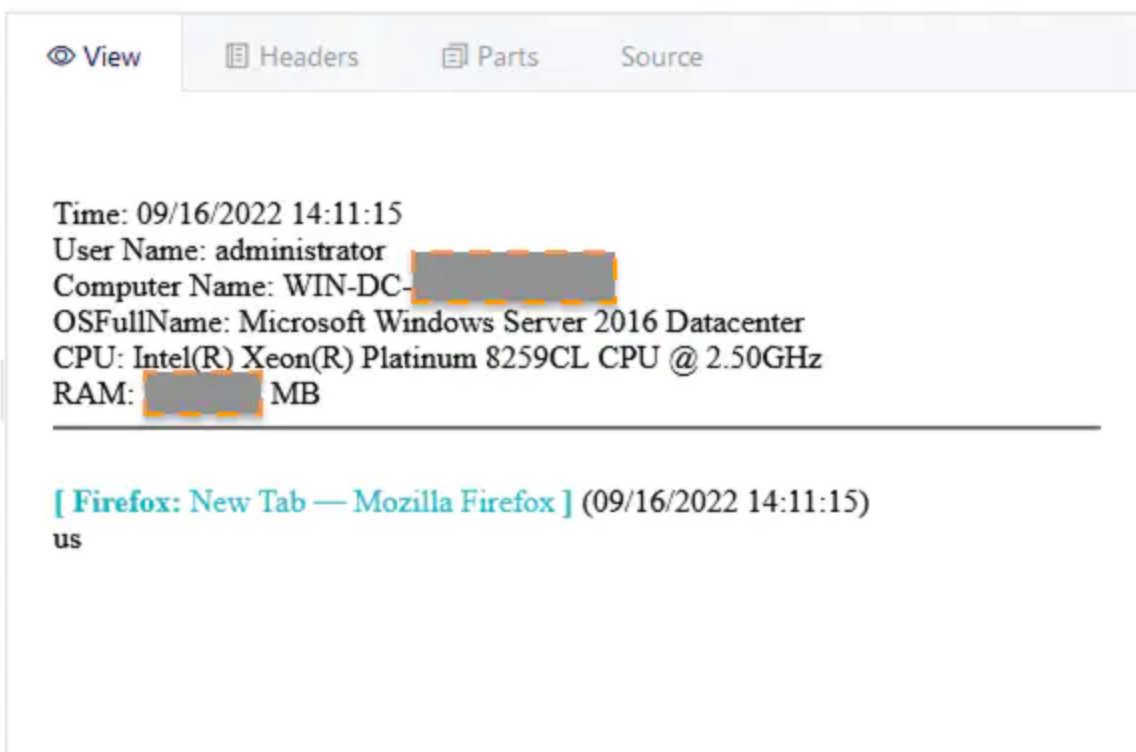 View Headers Parts Source
Time: 09/16/2022 14:11:15
User Name: administrator
Computer Name: WIN-DC-
OSFullName: Microsoft Windows Server 2016 Datacenter
CPU: Intel(R) Xeon(R) Platinum 8259CL CPU @ 2.50GHz
RAM: MB
[ Firefox: New Tab — Mozilla Firefox ] (09/16/2022 14:11:15)
us